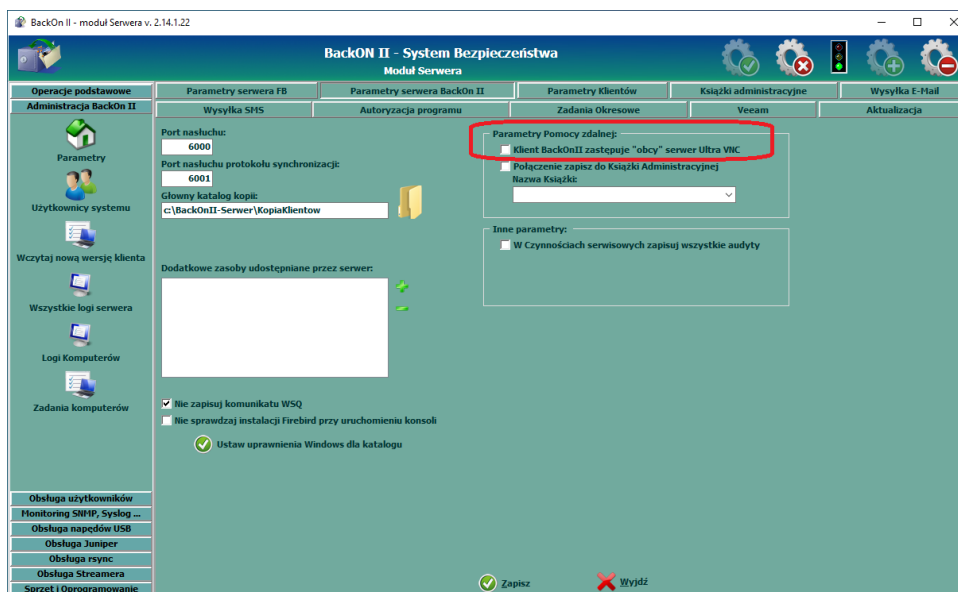 BackOn II - moduł Serwera v. 2.14.1.22
BackON II - System Bezpieczeństwa
Moduł Serwera
Operacje podstawowe
Administracja BackOn II
Parametry
Użytkownicy systemu
Wczytaj nową wersję klienta
Wszystkie logi serwera
Logi Komputerów
Zadania komputerów
Obsługa użytkowników
Monitoring SNMP, Syslog ...
Obsługa napędów USB
Obsługa Juniper
Obsługa rsync
Obsługa Streamera
Sprzęt i Oprogramowanie
Parametry serwera FB
Parametry serwera BackOn II
Parametry Klientów
Książki administracyjne
Wysyłka E-Mail
Wysyłka SMS
Autoryzacja programu
Zadania Okresowe
Veeam
Aktualizacja
Port nasłuchu:
6000
Port nasłuchu protokołu synchronizacji:
6001
Głowny katalog kopii:
c:\BackOnII-Serwer\KopiaKlientow
Dodatkowe zasoby udostępniane przez serwer:
Nie zapisuj komunikatu WSQ
Nie sprawdzaj instalacji Firebird przy uruchomieniu konsoli
Ustaw uprawnienia Windows dla katalogu
Parametry Pomocy zdalnej:
Klient BackOnII zastępuje "obcy" serwer Ultra VNC
Połączenie zapisz do Książki Administracyjnej
Nazwa Książki:
Inne parametry:
W Czynnościach serwisowych zapisuj wszystkie audyty
Zapisz
Wyjdź